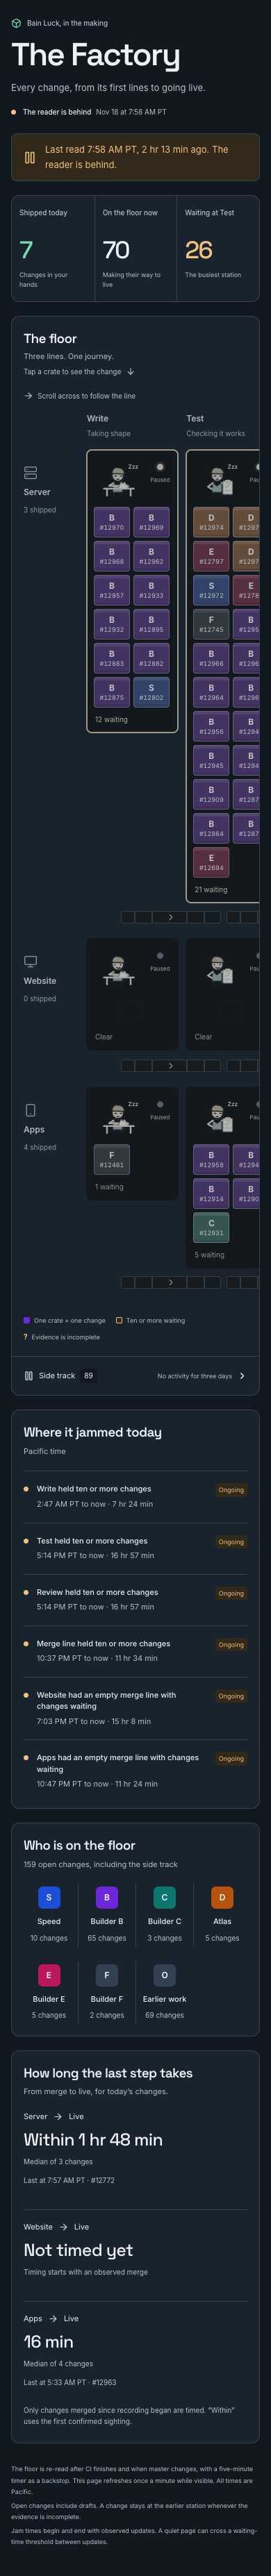 Bain Luck, in the making
The Factory
Every change, from its first lines to going live.
The reader is behind Nov 18 at 7:58 AM PT
Last read 7:58 AM PT, 2 hr 13 min ago. The
reader is behind.
Shipped today
7
Changes in your
hands
On the floor now
70
Making their way to
live
Waiting at Test
26
The busiest station
The floor
Three lines. One journey.
Tap a crate to see the change
Scroll across to follow the line
Write
Taking shape
Test
Checking it works
Server
3 shipped
Zzz
Paused
B #12970
B #12969
B #12968
B #12962
B #12957
B #12933
B #12932
B #12895
B #12883
B #12882
B #12875
S #12802
12 waiting
Zzz
Pau
D #12974
D #1297
E #12797
D #1297
S #12972
E #1278
F #12745
B #1295
B #12966
B #1296
B #12964
B #1296
B #12956
B #1294
B #12945
B #1294
B #12909
B #1287
B #12864
B #1287
E #12694
21 waiting
Website
0 shipped
Paused
Clear
Pau
Clear
Apps
4 shipped
Zzz
Paused
F #12461
1 waiting
Zzz
Pau
B #12958
B #1294
B #12914
B #1290
C #12931
5 waiting
One crate = one change
Ten or more waiting
? Evidence is incomplete
Side track 89
No activity for three days
Where it jammed today
Pacific time
Write held ten or more changes
Ongoing
2:47 AM PT to now · 7 hr 24 min
Test held ten or more changes
Ongoing
5:14 PM PT to now · 16 hr 57 min
Review held ten or more changes
Ongoing
5:14 PM PT to now · 16 hr 57 min
Merge line held ten or more changes
Ongoing
10:37 PM PT to now · 11 hr 34 min
Website had an empty merge line with
changes waiting
Ongoing
7:03 PM PT to now · 15 hr 8 min
Apps had an empty merge line with changes
waiting
Ongoing
10:47 PM PT to now · 11 hr 24 min
Who is on the floor
159 open changes, including the side track
S
Speed
10 changes
B
Builder B
65 changes
C
Builder C
3 changes
D
Atlas
5 changes
E
Builder E
5 changes
F
Builder F
2 changes
O
Earlier work
69 changes
How long the last step takes
From merge to live, for today's changes.
Server → Live
Within 1 hr 48 min
Median of 3 changes
Last at 7:57 AM PT · #12772
Website → Live
Not timed yet
Timing starts with an observed merge
Apps → Live
16 min
Median of 4 changes
Last at 5:33 AM PT · #12963
Only changes merged since recording began are timed. "Within"
uses the first confirmed sighting.
The floor is re-read after CI finishes and when master changes, with a five-minute
timer as a backstop. This page refreshes once a minute while visible. All times are
Pacific.
Open changes include drafts. A change stays at the earlier station whenever the
evidence is incomplete.
Jam times begin and end with observed updates. A quiet page can cross a waiting-
time threshold between updates.